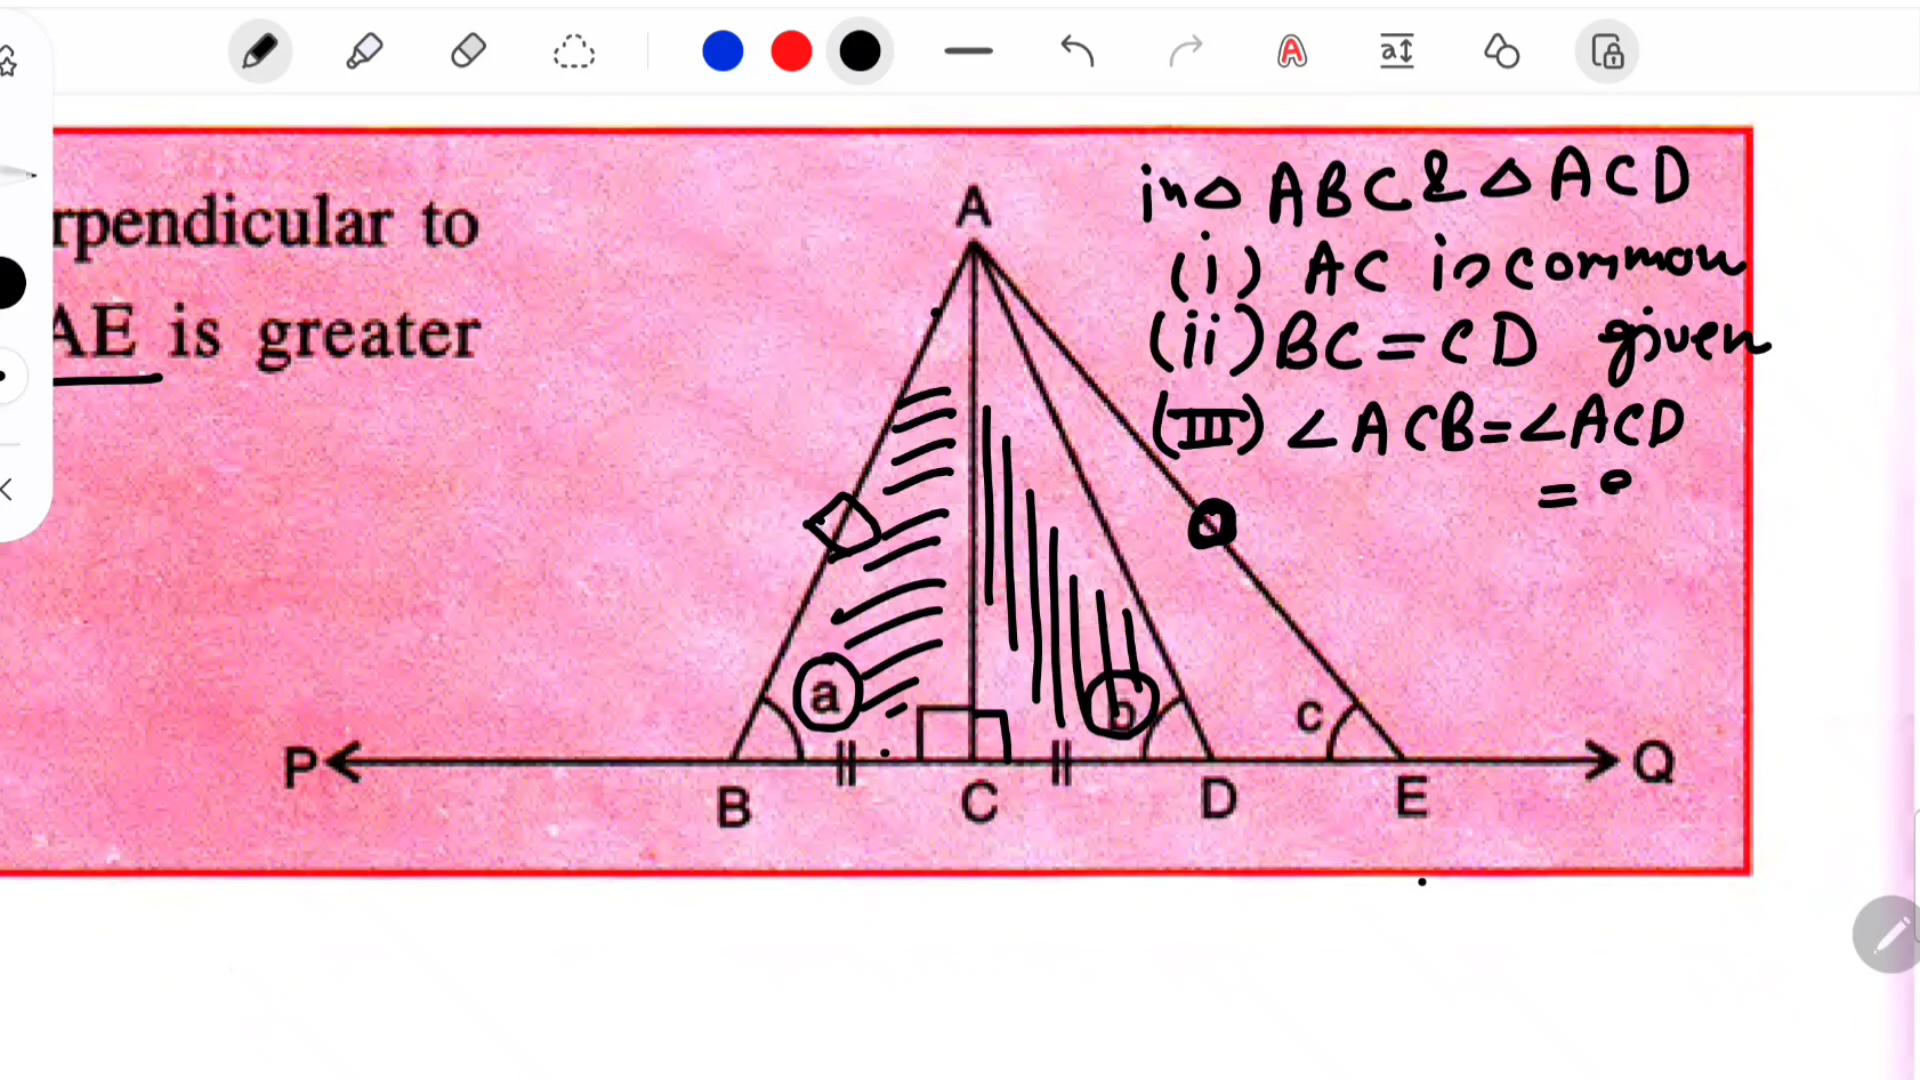 rpendicular to
AE is greater
in△ ABC & △ ACD
(i) AC is common
(ii) BC = CD given
(III) ∠ACB = ∠ACD
=
A
a
b
c
P
B
C
D
E
Q